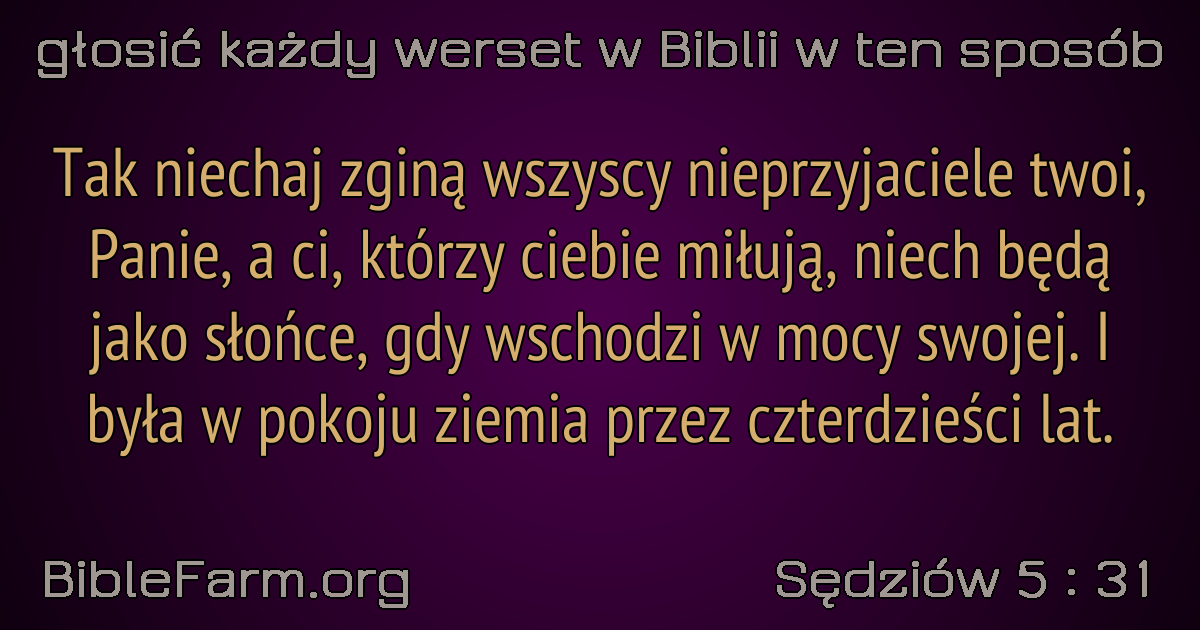 głosić każdy werset w Biblii w ten sposób
Tak niechaj zginą wszyscy nieprzyjaciele twoi,
Panie, a ci, którzy ciebie miłują, niech będą
jako słońce, gdy wschodzi w mocy swojej. I
była w pokoju ziemia przez czterdzieści lat.
BibleFarm.org
Sędziów 5 : 31